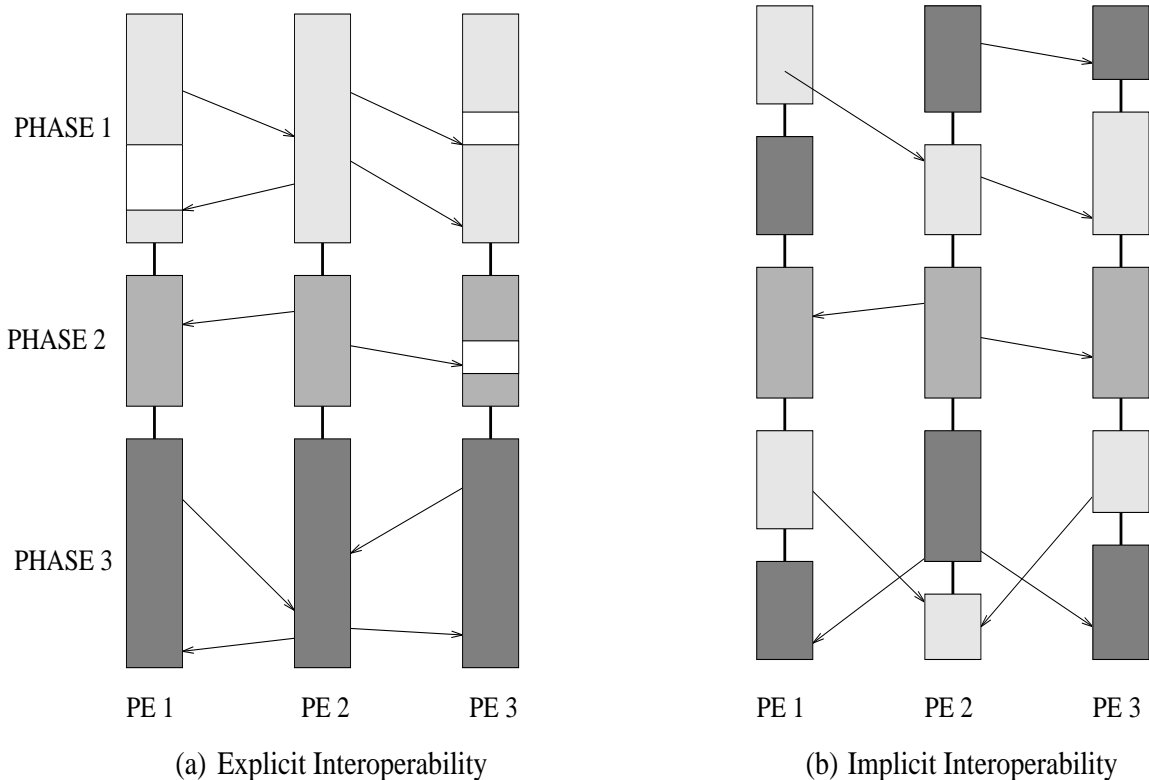 PHASE 1
PHASE 2
PHASE 3
PE 1 PE 2 PE 3
(a) Explicit Interoperability
PE 1 PE 2 PE 3
(b) Implicit Interoperability